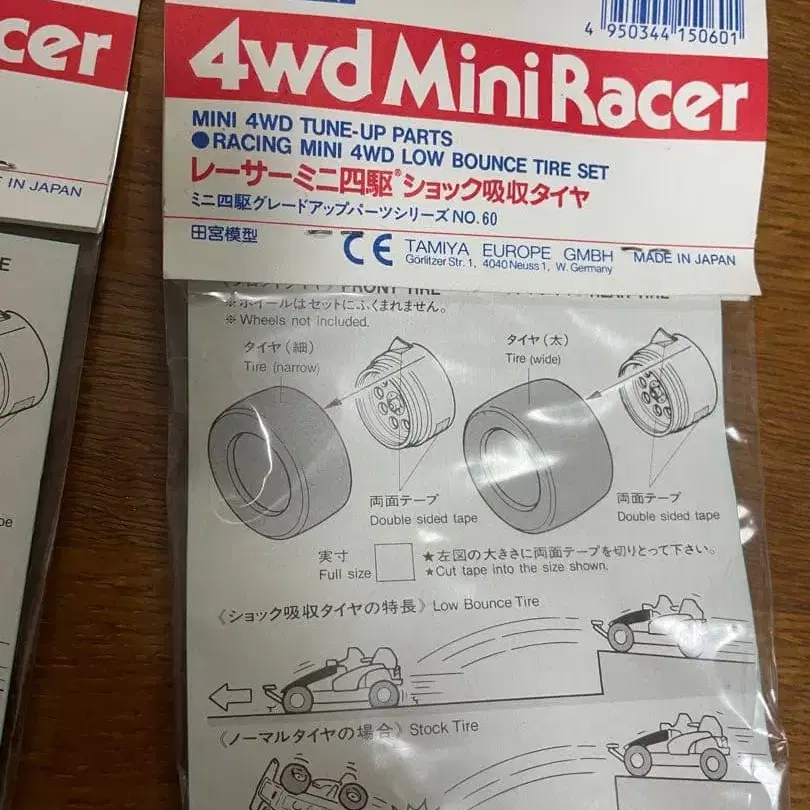 cer
IN JAPAN
E
4 950344 150601
4wd Mini Racer
MINI 4WD TUNE-UP PARTS
●RACING MINI 4WD LOW BOUNCE TIRE SET
レーサーミニ四駆®ショック吸収タイヤ
ミニ四駆グレードアップパーツシリーズ NO.60
田宮模型
CE
TAMIYA EUROPE GMBH
Görlitzer Str. 1, 4040 Neuss 1, W. Germany
MADE IN JAPAN
FRONT TIRE
REAR TIRE
※ホイールはセットにふくまれません。
※ Wheels not included.
タイヤ(細)
Tire (narrow)
タイヤ(太)
Tire (wide)
両面テープ
Double sided tape
両面テープ
Double sided tape
実寸
Full size
★左図の大きさに両面テープを切りとって下さい。
★Cut tape into the size shown.
《ショック吸収タイヤの特長》Low Bounce Tire
《ノーマルタイヤの場合》Stock Tire